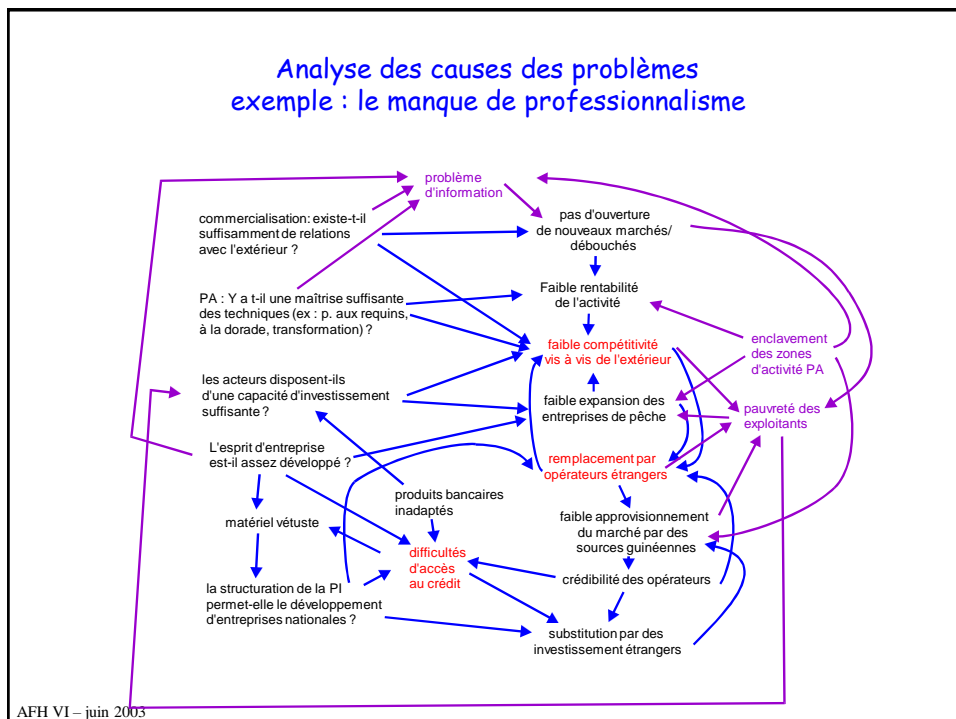 Analyse des causes des problèmes
exemple : le manque de professionnalisme
problème
d'information
commercialisation: existe-t-il
suffisamment de relations
avec l'extérieur ?
pas d'ouverture
de nouveaux marchés/
débouchés
PA : Y a t-il une maîtrise suffisante
des techniques (ex : p. aux requins,
à la dorade, transformation) ?
Faible rentabilité
de l'activité
faible compétitivité
vis à vis de l'extérieur
enclavement
des zones
d'activité PA
les acteurs disposent-ils
d'une capacité d'investissement
suffisante ?
faible expansion des
entreprises de pêche
pauvreté des
exploitants
L'esprit d'entreprise
est-il assez développé ?
remplacement par
opérateurs étrangers
produits bancaires
inadaptés
matériel vétuste
faible approvisionnement
du marché par des
sources guinéennes
difficultés
d'accès
au crédit
crédibilité des opérateurs
la structuration de la PI
permet-elle le développement
d'entreprises nationales ?
substitution par des
investissement étrangers
AFH VI – juin 2003